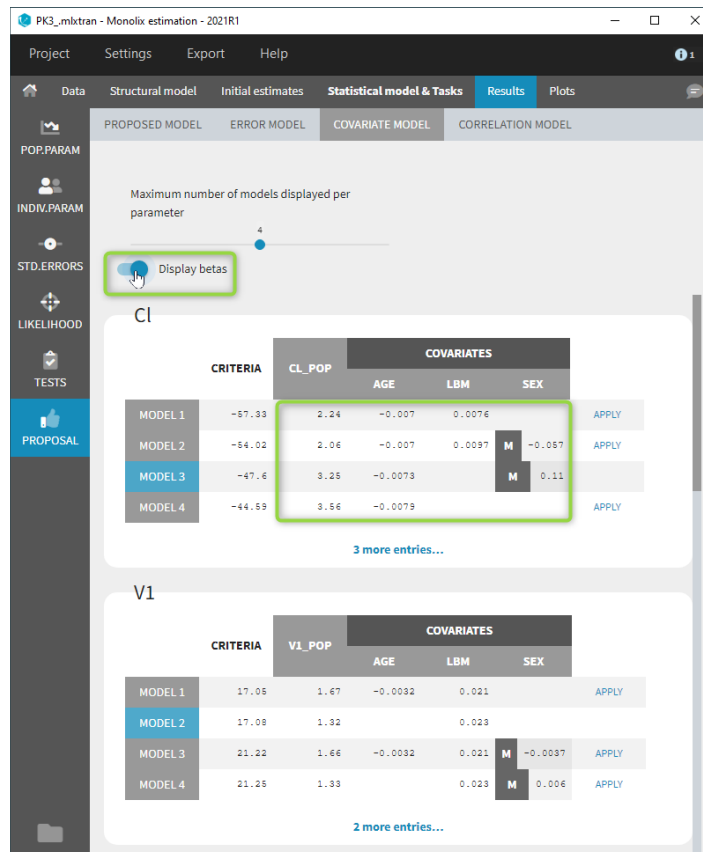 PK3_.mlxtran - Monolix estimation - 2021R1
Project Settings Export Help 1
Data Structural model Initial estimates Statistical model & Tasks Results Plots
PROPOSED MODEL ERROR MODEL COVARIATE MODEL CORRELATION MODEL
POP.PARAM
INDIV.PARAM
STD.ERRORS
LIKELIHOOD
TESTS
PROPOSAL
Maximum number of models displayed per
parameter
4
Display betas
Cl
CRITERIA CL_POP COVARIATES
AGE LBM SEX
MODEL 1 -57.33 2.24 -0.007 0.0076 APPLY
MODEL 2 -54.02 2.06 -0.007 0.0097 M -0.057 APPLY
MODEL 3 -47.6 3.25 -0.0073 M 0.11
MODEL 4 -44.59 3.56 -0.0079 APPLY
3 more entries...
V1
CRITERIA V1_POP COVARIATES
AGE LBM SEX
MODEL 1 17.05 1.67 -0.0032 0.021 APPLY
MODEL 2 17.08 1.32 0.023
MODEL 3 21.22 1.66 -0.0032 0.021 M -0.0037 APPLY
MODEL 4 21.25 1.33 0.023 M 0.006 APPLY
2 more entries...